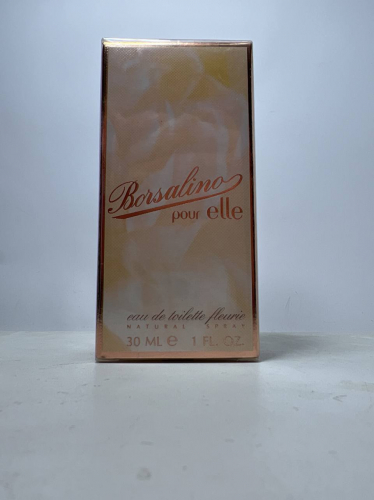 Borsalino
pour elle
eau de toilette fleurie
NATURAL SPRAY
30 ML e 1 FL. OZ.